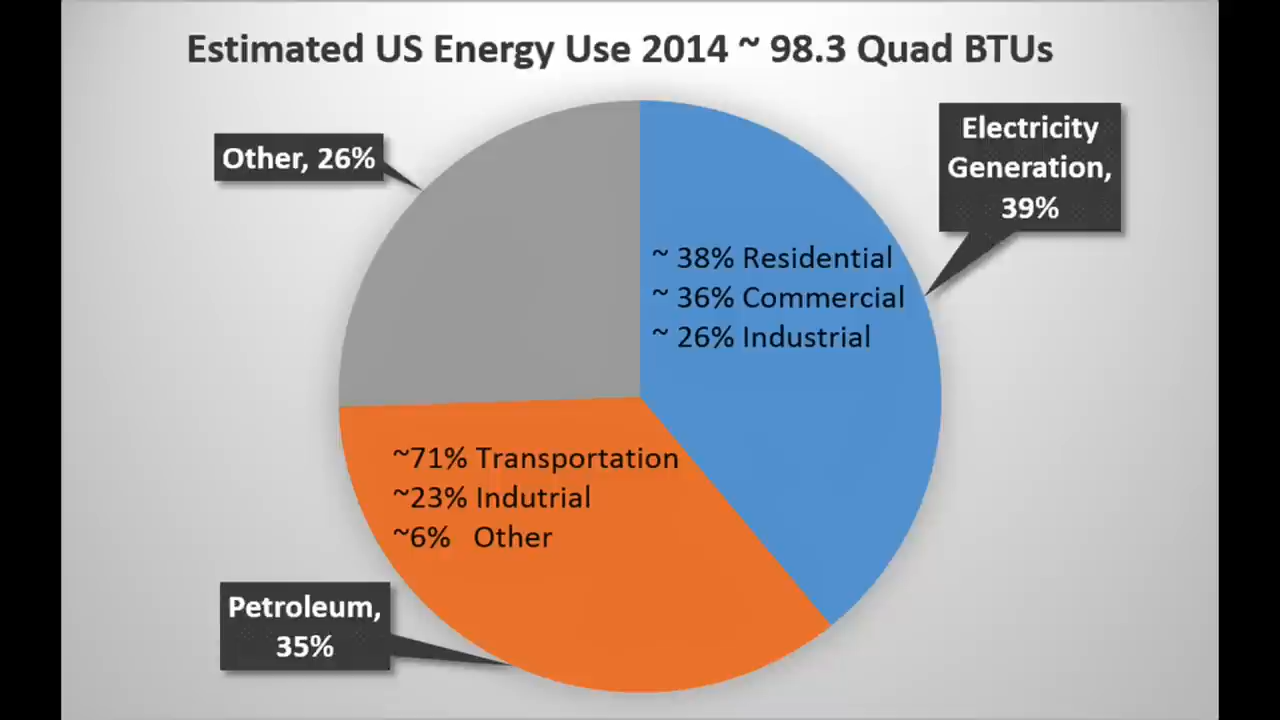 Estimated US Energy Use 2014 ~ 98.3 Quad BTUs
Electricity
Generation,
39%
Other, 26%
~ 38% Residential
~ 36% Commercial
~ 26% Industrial
~71% Transportation
~23% Indutrial
~6% Other
Petroleum,
35%